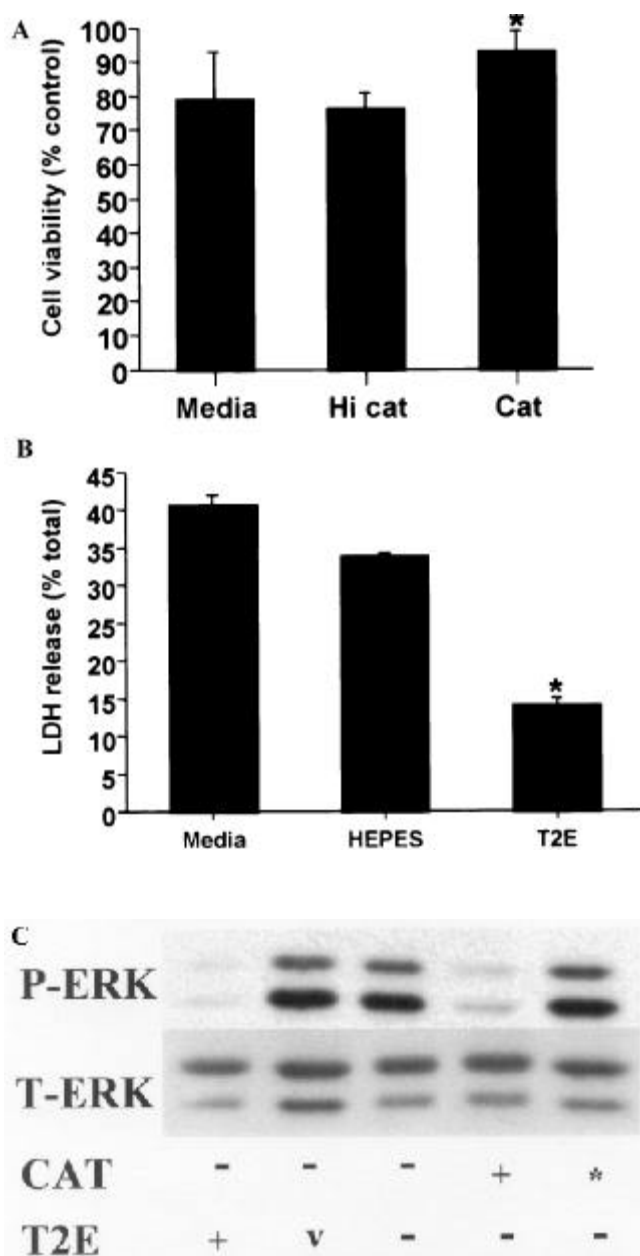 A
Cell viability (% control)
100
90
80
70
60
50
40
30
20
10
0
*
Media Hi cat Cat
B
LDH release (% total)
45
40
35
30
25
20
15
10
5
0
*
Media HEPES T2E
C
P-ERK
T-ERK
CAT - - - + *
T2E + v - - -